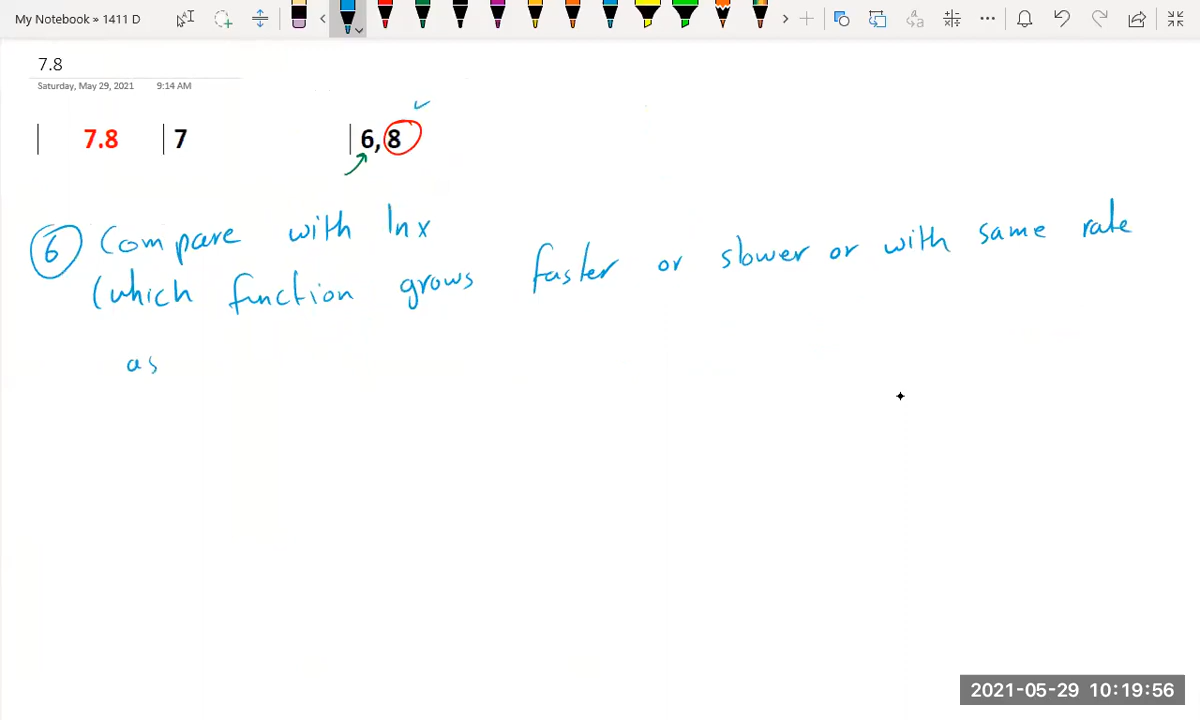 My Notebook » 1411 D
7.8
Saturday, May 29, 2021 9:14 AM
7.8 | 7 | 6, 8
6 Compare with ln x
(which function grows faster or slower or with same rate
as
2021-05-29 10:19:56